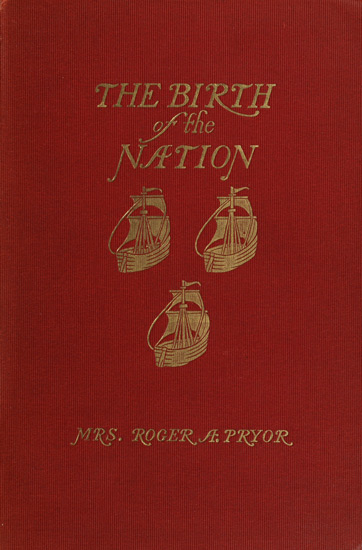 THE BIRTH
of the
NATION
MRS. ROGER A. PRYOR